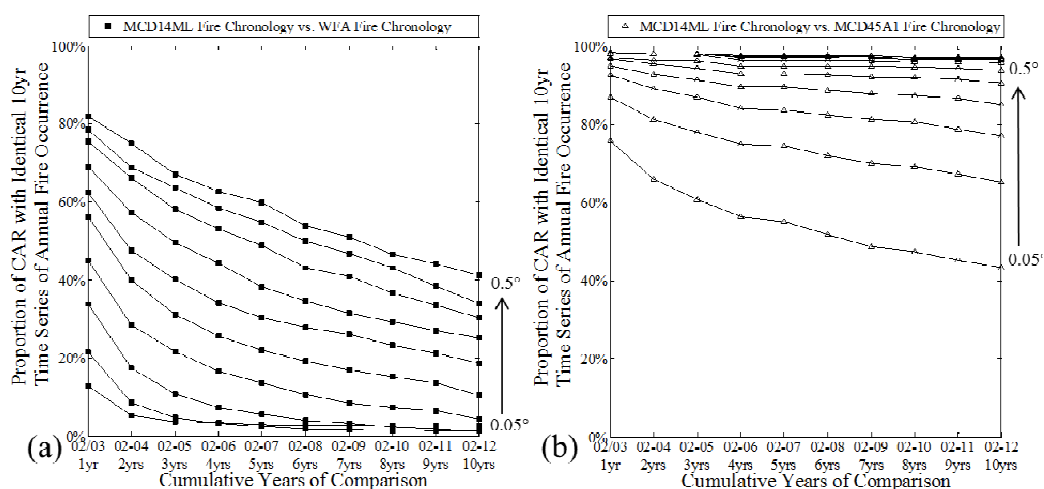 (a)
MCD14ML Fire Chronology vs. WFA Fire Chronology
Proportion of CAR with Identical 10yr
Time Series of Annual Fire Occurrence
100%
80%
60%
40%
20%
0%
0.5°
0.05°
02/03 02-04 02-05 02-06 02-07 02-08 02-09 02-10 02-11 02-12
1yr 2yrs 3yrs 4yrs 5yrs 6yrs 7yrs 8yrs 9yrs 10yrs
Cumulative Years of Comparison
(b)
MCD14ML Fire Chronology vs. MCD45A1 Fire Chronology
Proportion of CAR with Identical 10yr
Time Series of Annual Fire Occurrence
100%
80%
60%
40%
20%
0%
0.5°
0.05°
02/03 02-04 02-05 02-06 02-07 02-08 02-09 02-10 02-11 02-12
1yr 2yrs 3yrs 4yrs 5yrs 6yrs 7yrs 8yrs 9yrs 10yrs
Cumulative Years of Comparison